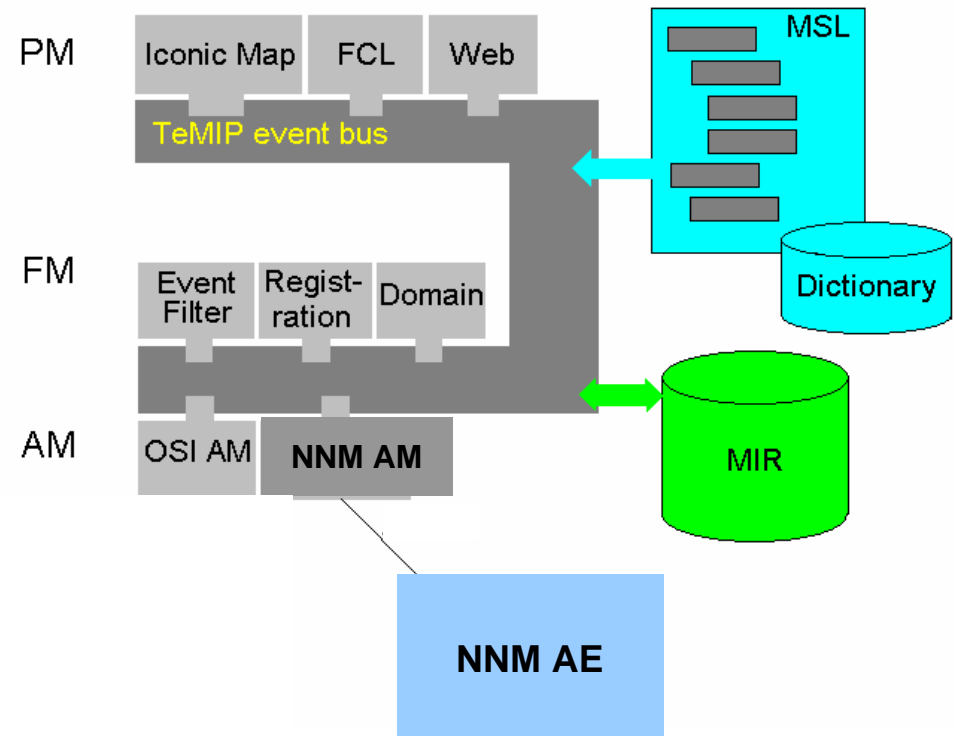 PM
Iconic Map
FCL
Web
MSL
TeMIP event bus
FM
Event
Filter
Regist-
ration
Domain
Dictionary
AM
OSI AM
NNM AM
MIR
NNM AE